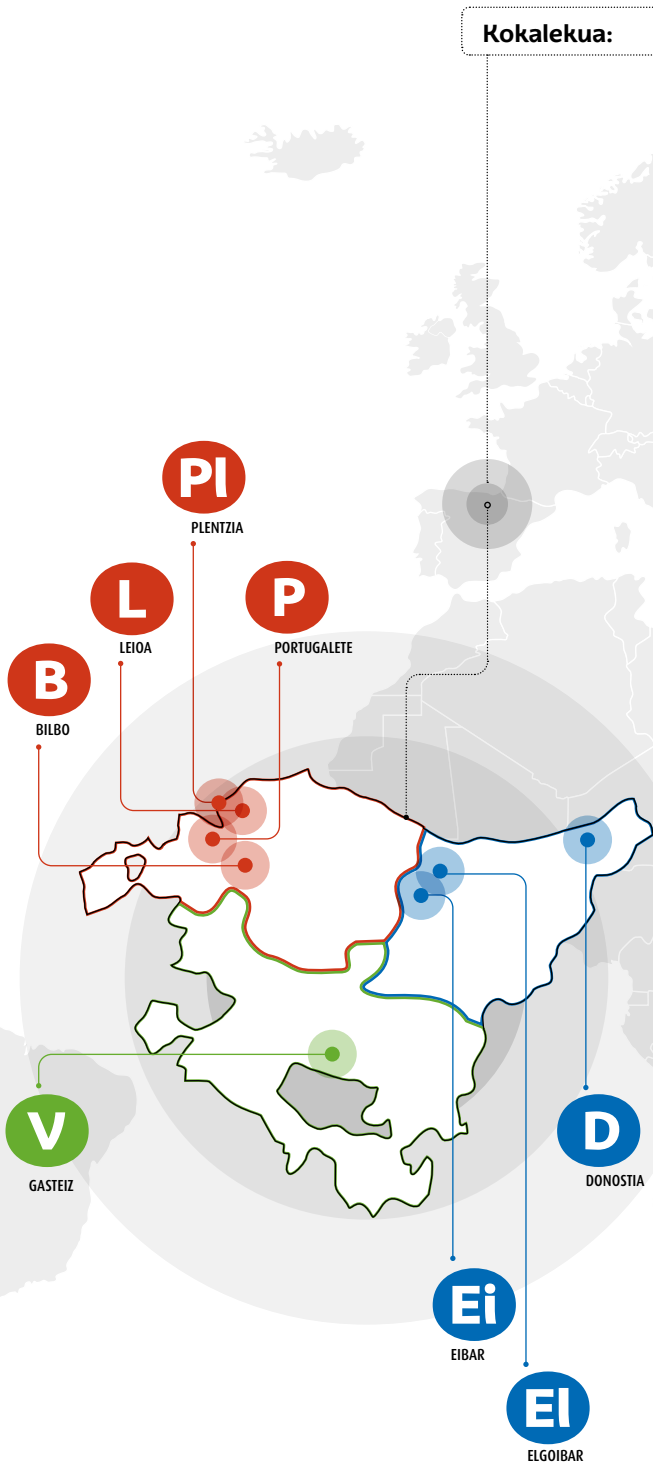 Kokalekua:
Pl
PLENTZIA
L
LEIOA
P
PORTUGALETE
B
BILBO
V
GASTEIZ
D
DONOSTIA
Ei
EIBAR
El
ELGOIBAR